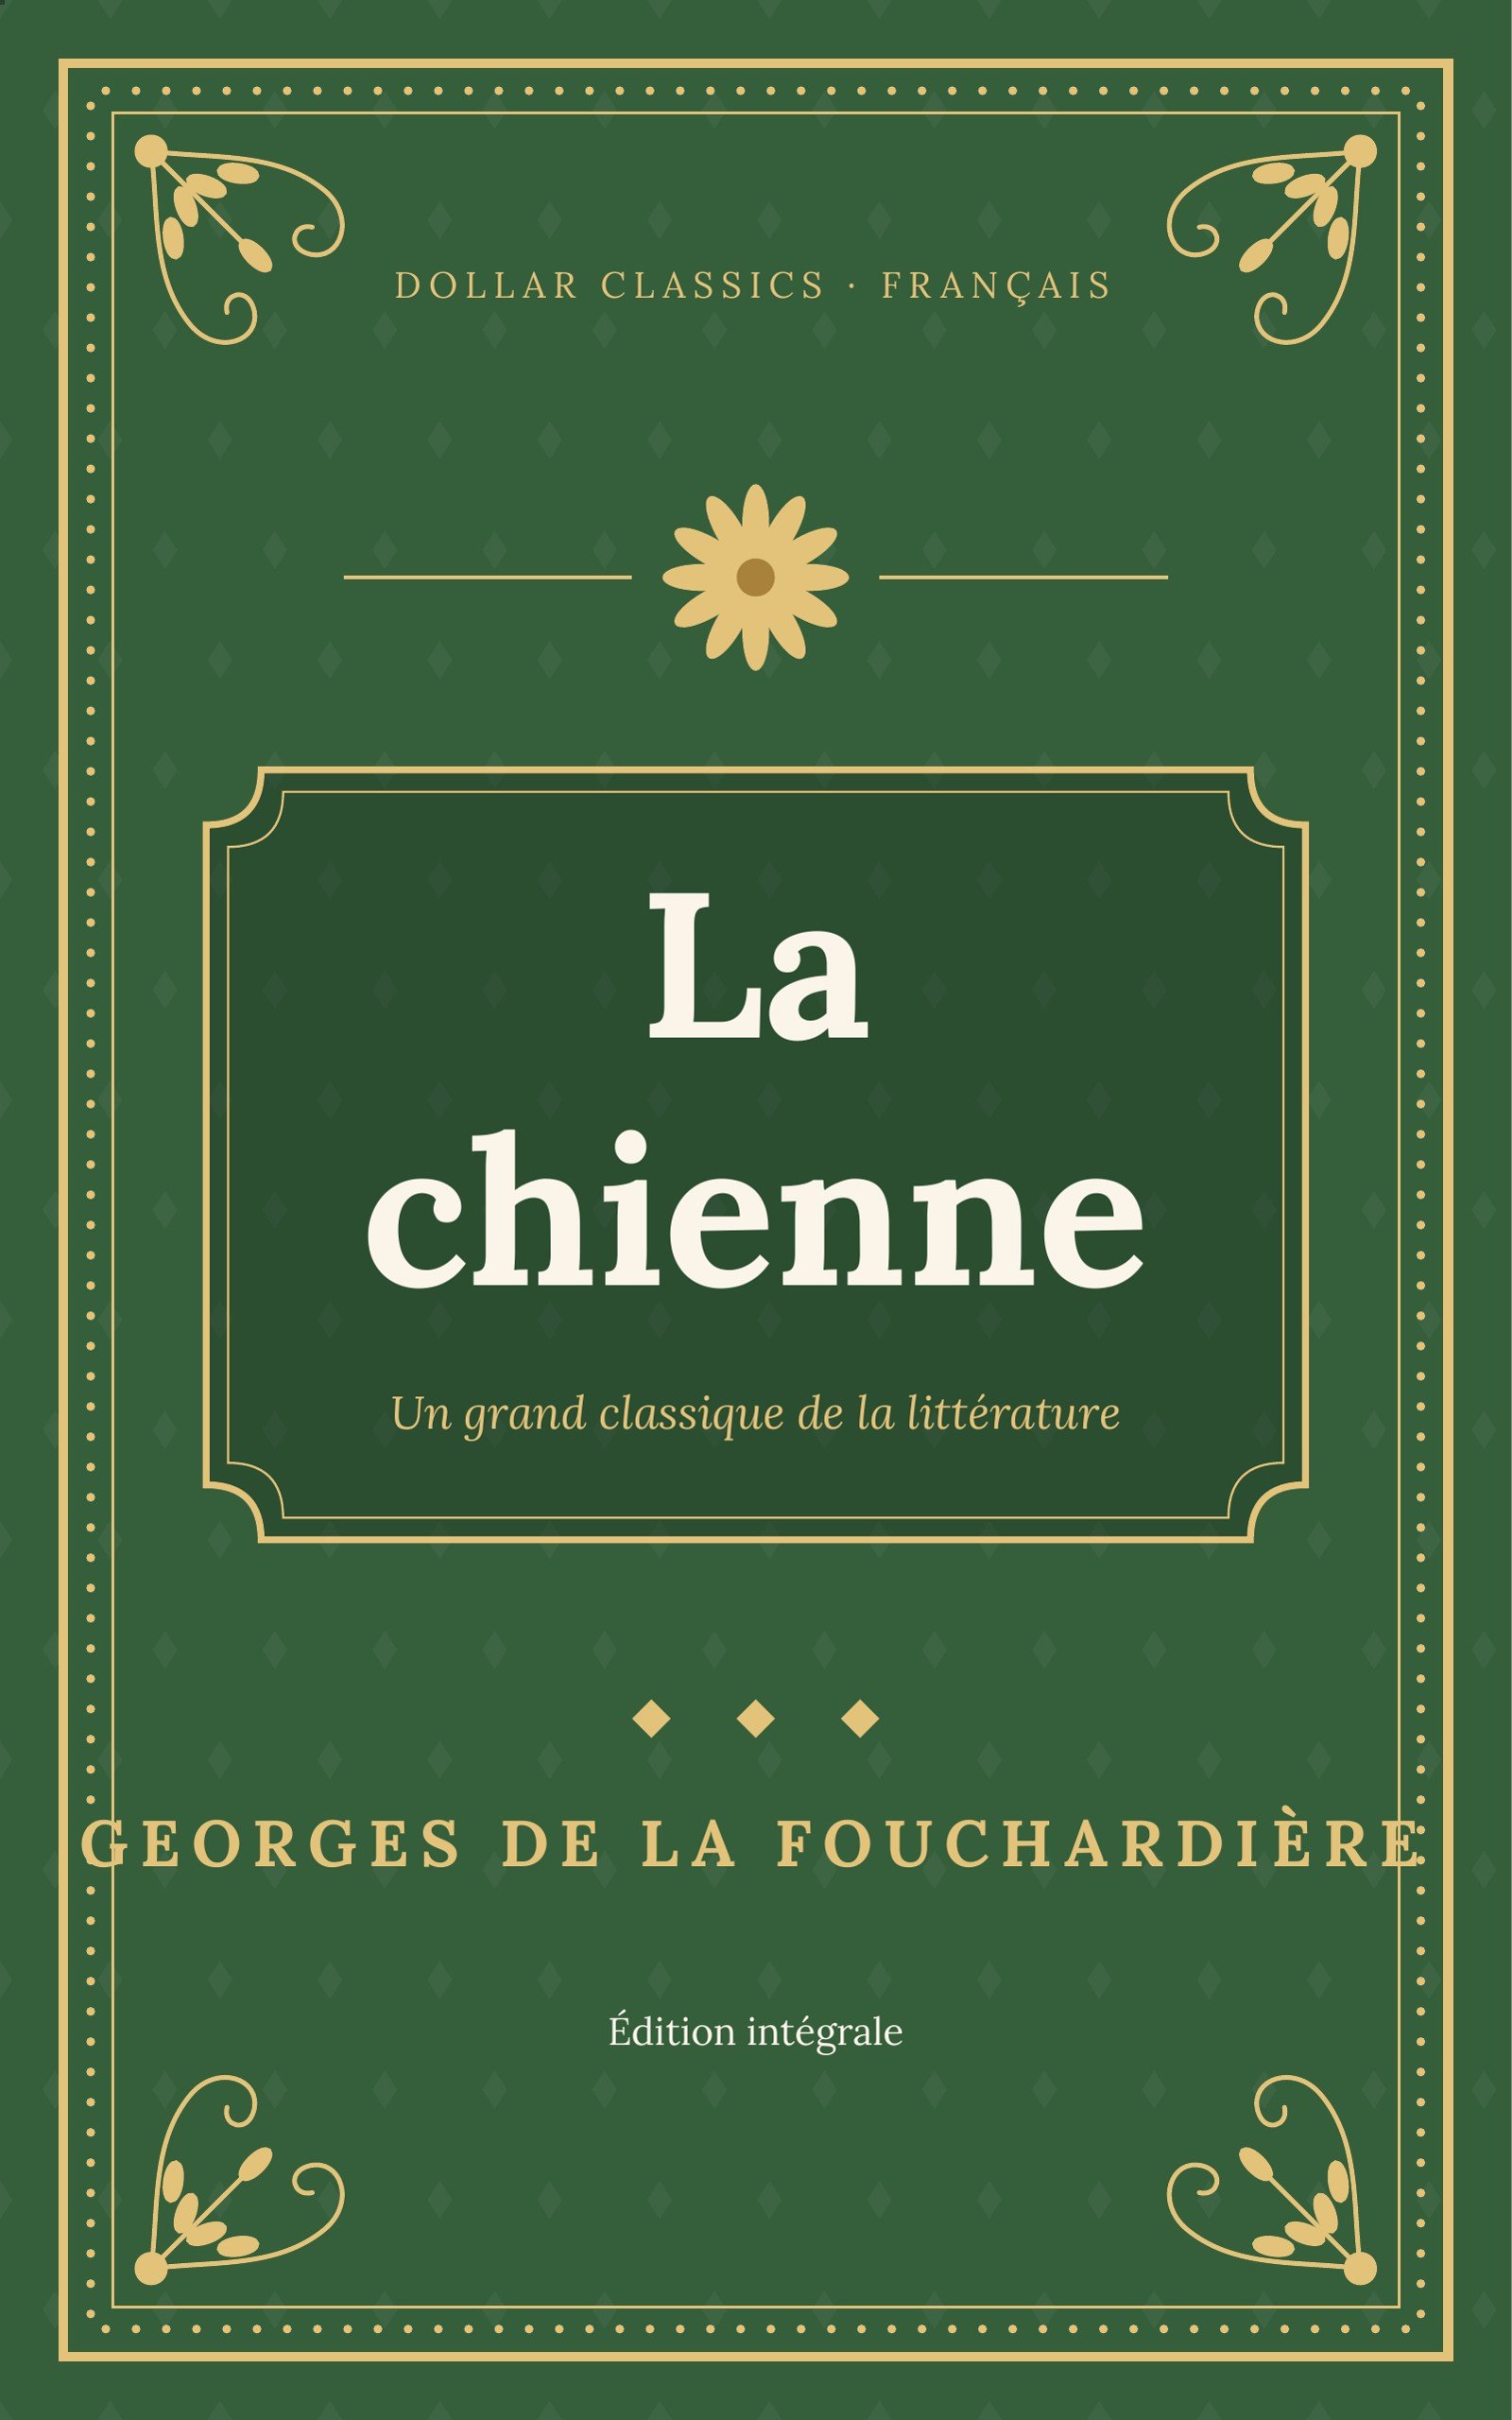 DOLLAR CLASSICS · FRANÇAIS
La
chienne
Un grand classique de la littérature
GEORGES DE LA FOUCHARDIÈRE
Édition intégrale